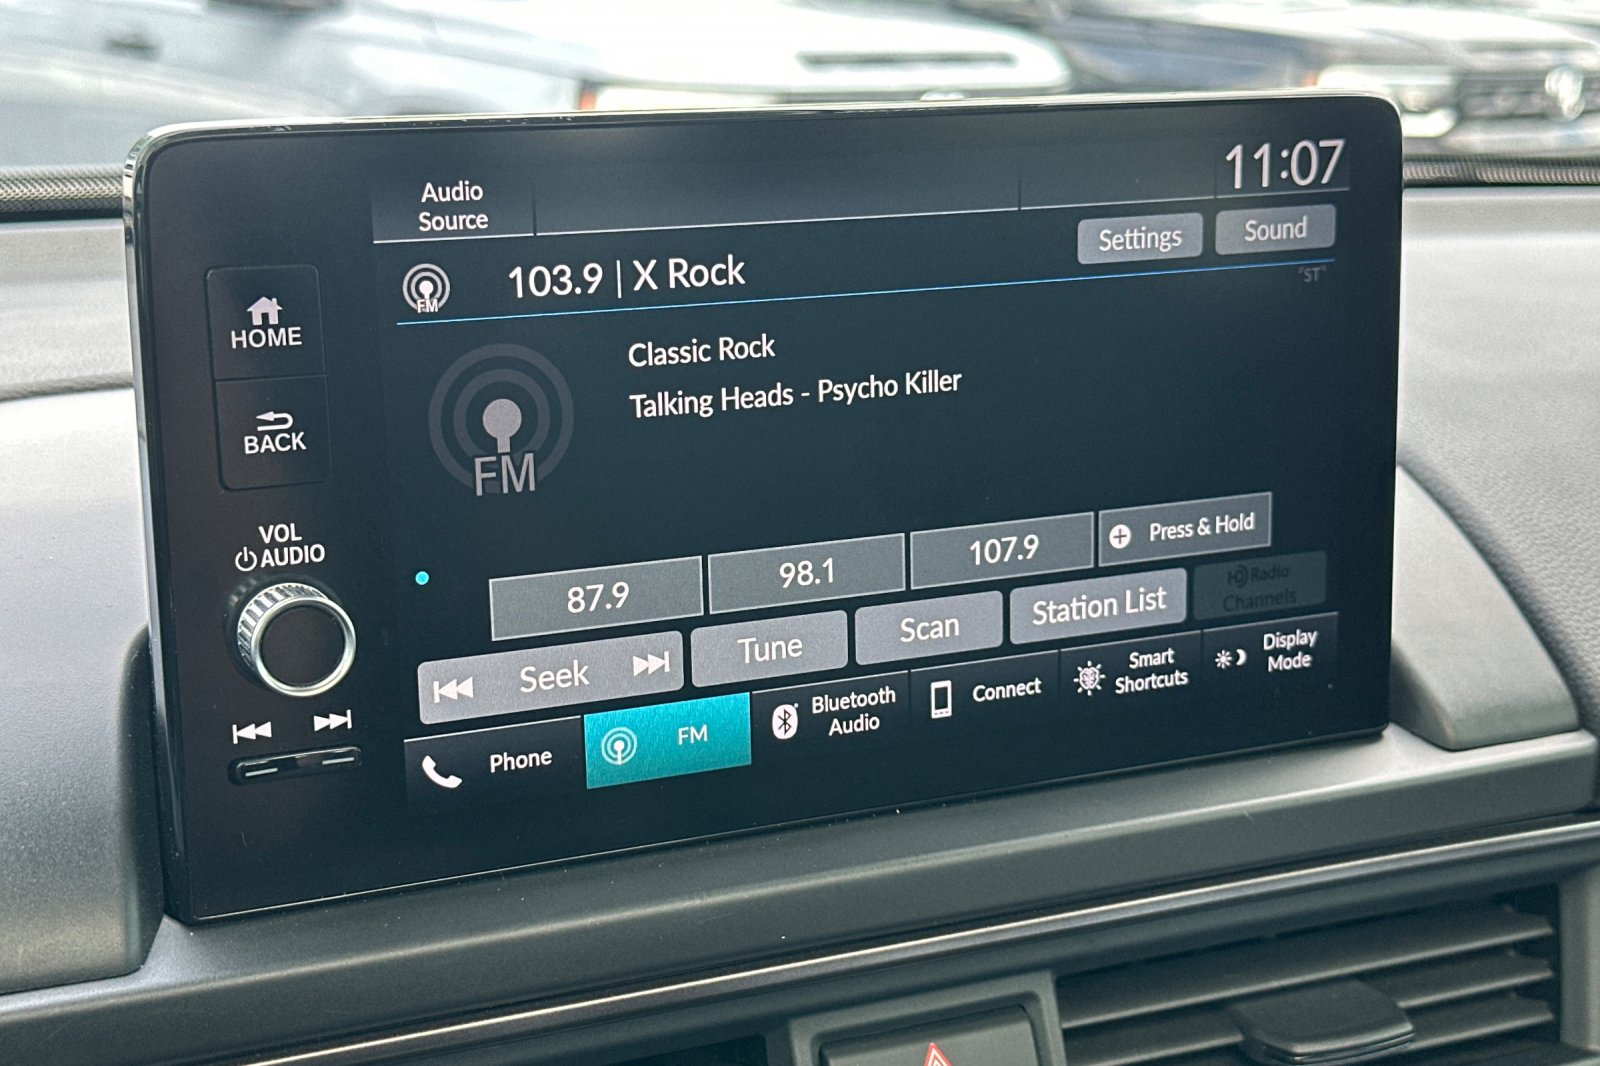 11:07
Audio
Source
Settings
Sound
FM
103.9 | X Rock
"ST"
HOME
Classic Rock
Talking Heads - Psycho Killer
BACK
FM
VOL
AUDIO
87.9
98.1
107.9
Press & Hold
HD Radio
Channels
Seek
Tune
Scan
Station List
Phone
FM
Bluetooth
Audio
Connect
Smart
Shortcuts
Display
Mode